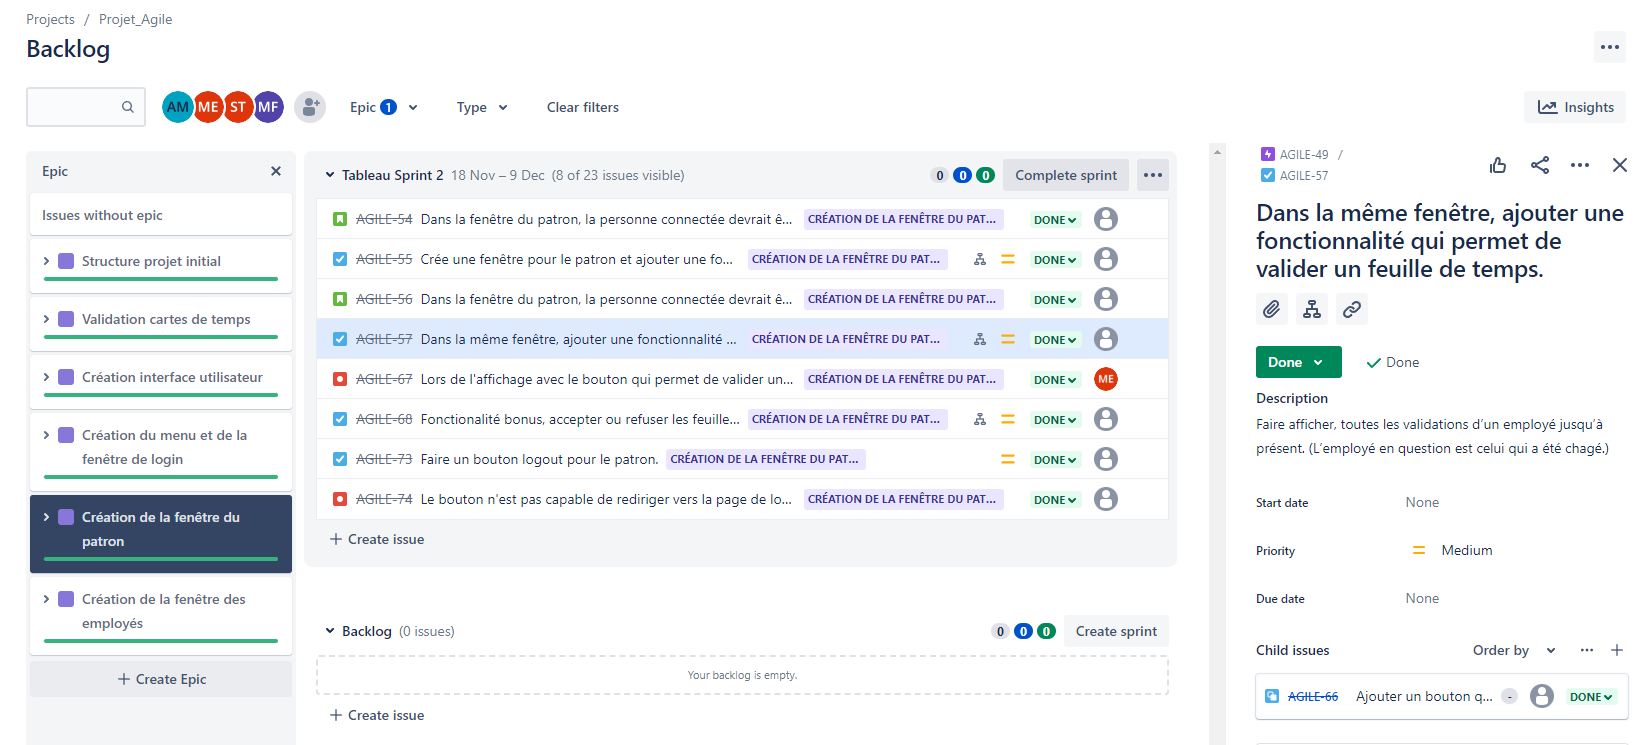 Projects / Projet_Agile
Backlog
AM ME ST MF Epic 1 Type Clear filters
Insights
Epic
Issues without epic
Structure projet initial
Validation cartes de temps
Création interface utilisateur
Création du menu et de la
fenêtre de login
Création de la fenêtre du
patron
Création de la fenêtre des
employés
Create Epic
Tableau Sprint 2 18 Nov – 9 Dec (8 of 23 issues visible) 0 0 0 Complete sprint
AGILE-54 Dans la fenêtre du patron, la personne connectée devrait ê... CRÉATION DE LA FENÊTRE DU PAT... DONE
AGILE-55 Crée une fenêtre pour le patron et ajouter une fo... CRÉATION DE LA FENÊTRE DU PAT... DONE
AGILE-56 Dans la fenêtre du patron, la personne connectée devrait ê... CRÉATION DE LA FENÊTRE DU PAT... DONE
AGILE-57 Dans la même fenêtre, ajouter une fonctionnalité ... CRÉATION DE LA FENÊTRE DU PAT... DONE
AGILE-67 Lors de l'affichage avec le bouton qui permet de valider un... CRÉATION DE LA FENÊTRE DU PAT... DONE ME
AGILE-68 Fonctionalité bonus, accepter ou refuser les feuille... CRÉATION DE LA FENÊTRE DU PAT... DONE
AGILE-73 Faire un bouton logout pour le patron. CRÉATION DE LA FENÊTRE DU PAT... DONE
AGILE-74 Le bouton n'est pas capable de rediriger vers la page de lo... CRÉATION DE LA FENÊTRE DU PAT... DONE
Create issue
Backlog (0 issues) 0 0 0 Create sprint
Your backlog is empty.
Create issue
AGILE-49 /
AGILE-57
Dans la même fenêtre, ajouter une
fonctionnalité qui permet de
valider un feuille de temps.
Done Done
Description
Faire afficher, toutes les validations d'un employé jusqu'à
présent. (L'employé en question est celui qui a été chagé.)
Start date None
Priority Medium
Due date None
Child issues Order by
AGILE-66 Ajouter un bouton q... - DONE